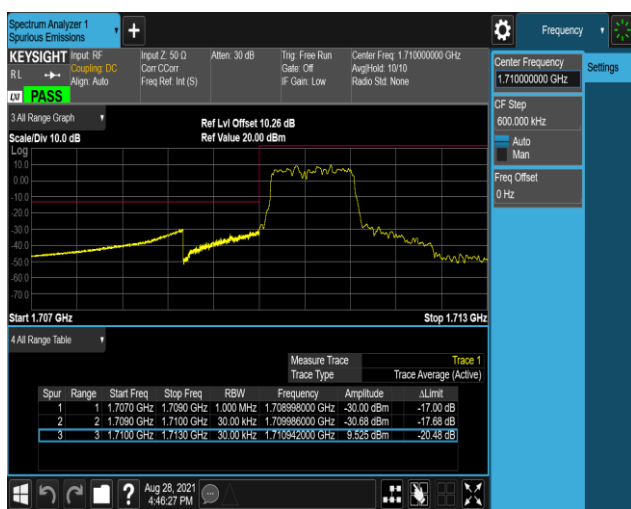 Spectrum Analyzer 1
Spurious Emissions
Frequency
KEYSIGHT
RL
LXI
PASS
Input: RF
Coupling: DC
Align: Auto
Input Z: 50 Ω
Corr CCorr
Freq Ref: Int (S)
Atten: 30 dB
Trig: Free Run
Gate: Off
IF Gain: Low
Center Freq: 1.710000000 GHz
Avg|Hold: 10/10
Radio Std: None
Center Frequency
1.710000000 GHz
Settings
CF Step
600.000 kHz
Auto
Man
Freq Offset
0 Hz
3 All Range Graph
Scale/Div 10.0 dB
Ref Lvl Offset 10.26 dB
Ref Value 20.00 dBm
Log
10.0
0.00
-10.0
-20.0
-30.0
-40.0
-50.0
-60.0
-70.0
Start 1.707 GHz
Stop 1.713 GHz
4 All Range Table
Measure Trace Trace 1
Trace Type Trace Average (Active)
Spur Range Start Freq Stop Freq RBW Frequency Amplitude ΔLimit
1 1 1.7070 GHz 1.7090 GHz 1.000 MHz 1.708998000 GHz -30.00 dBm -17.00 dB
2 2 1.7090 GHz 1.7100 GHz 30.00 kHz 1.709986000 GHz -30.68 dBm -17.68 dB
3 3 1.7100 GHz 1.7130 GHz 30.00 kHz 1.710942000 GHz 9.525 dBm -20.48 dB
Aug 28, 2021
4:46:27 PM